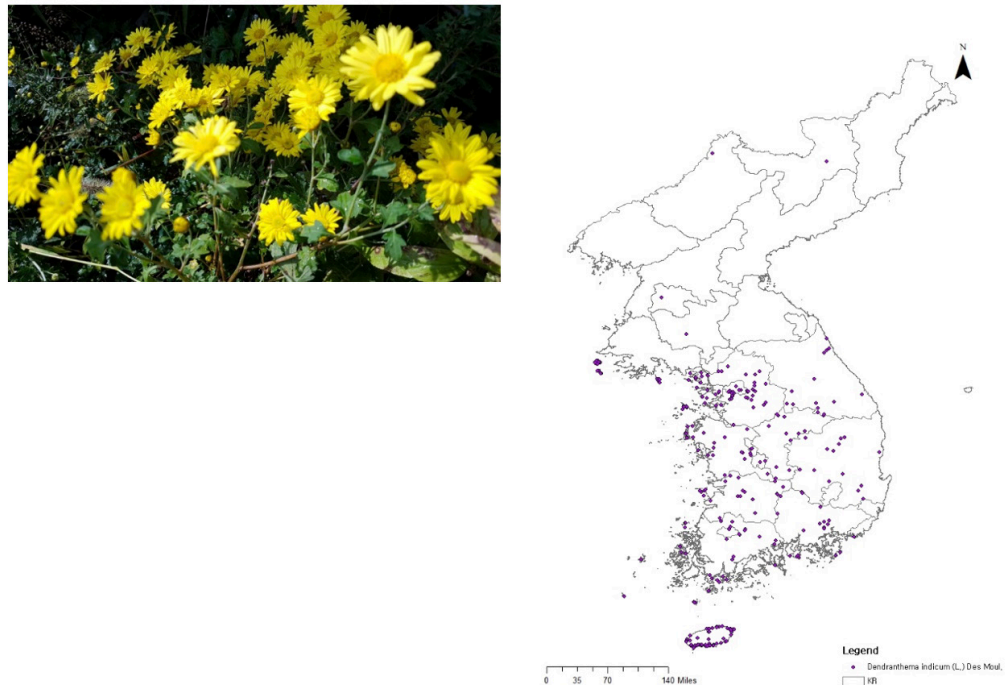 N
Legend
Dendranthema indicum (L,) Des Moul,
KR
0 35 70 140 Miles